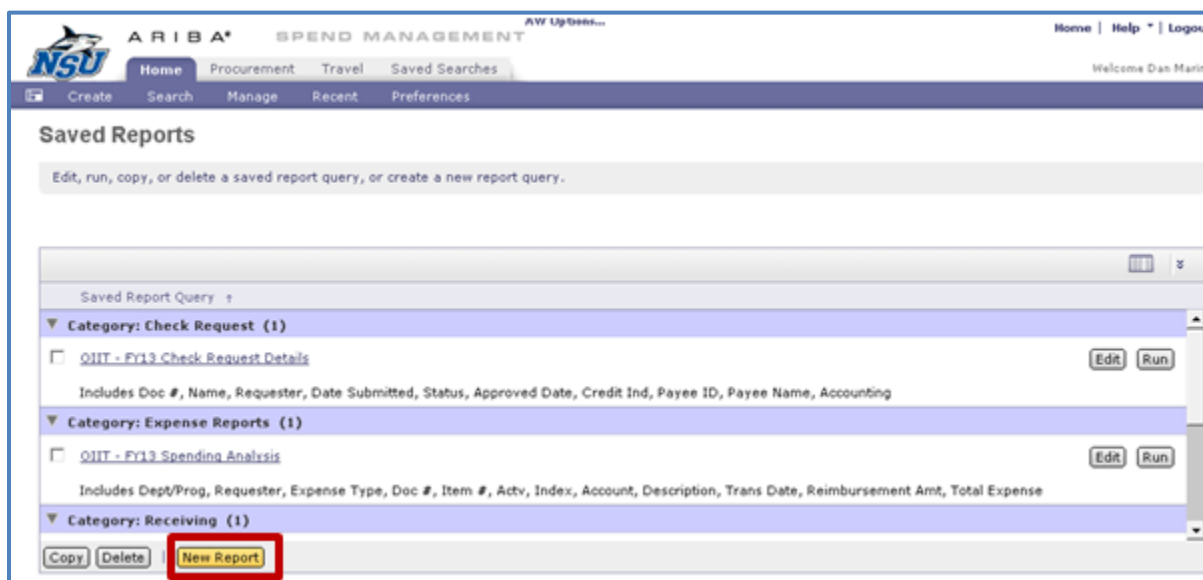 AW Options...
ARIBA SPEND MANAGEMENT
Home | Help | Logou
NSU
Home Procurement Travel Saved Searches
Welcome Dan Marin
Create Search Manage Recent Preferences
Saved Reports
Edit, run, copy, or delete a saved report query, or create a new report query.
Saved Report Query ↑
Category: Check Request (1)
OIIT - FY13 Check Request Details Edit Run
Includes Doc #, Name, Requester, Date Submitted, Status, Approved Date, Credit Ind, Payee ID, Payee Name, Accounting
Category: Expense Reports (1)
OIIT - FY13 Spending Analysis Edit Run
Includes Dept/Prog, Requester, Expense Type, Doc #, Item #, Actv, Index, Account, Description, Trans Date, Reimbursement Amt, Total Expense
Category: Receiving (1)
Copy Delete | New Report